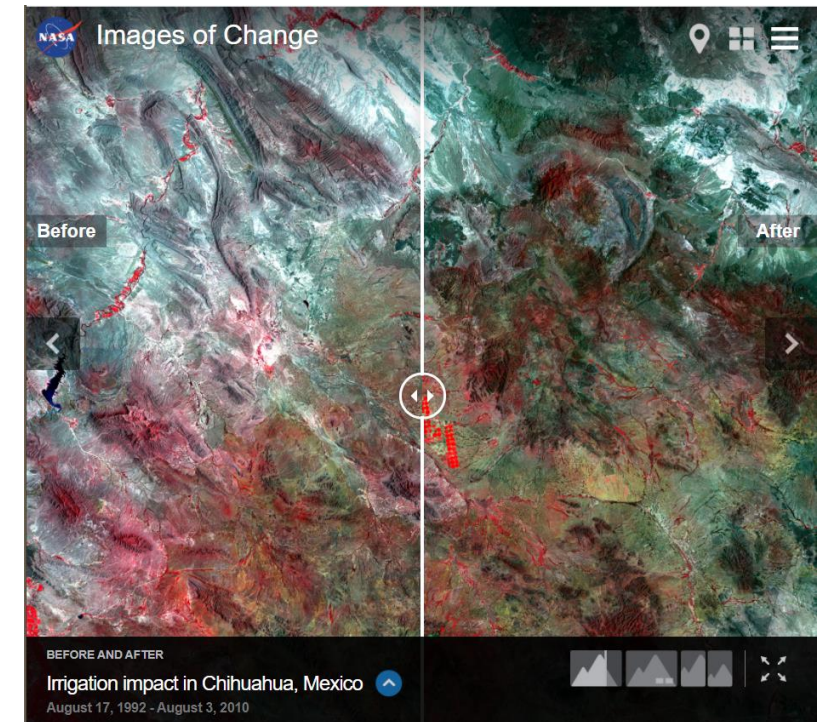 NASA Images of Change
Before
After
BEFORE AND AFTER
Irrigation impact in Chihuahua, Mexico
August 17, 1992 - August 3, 2010